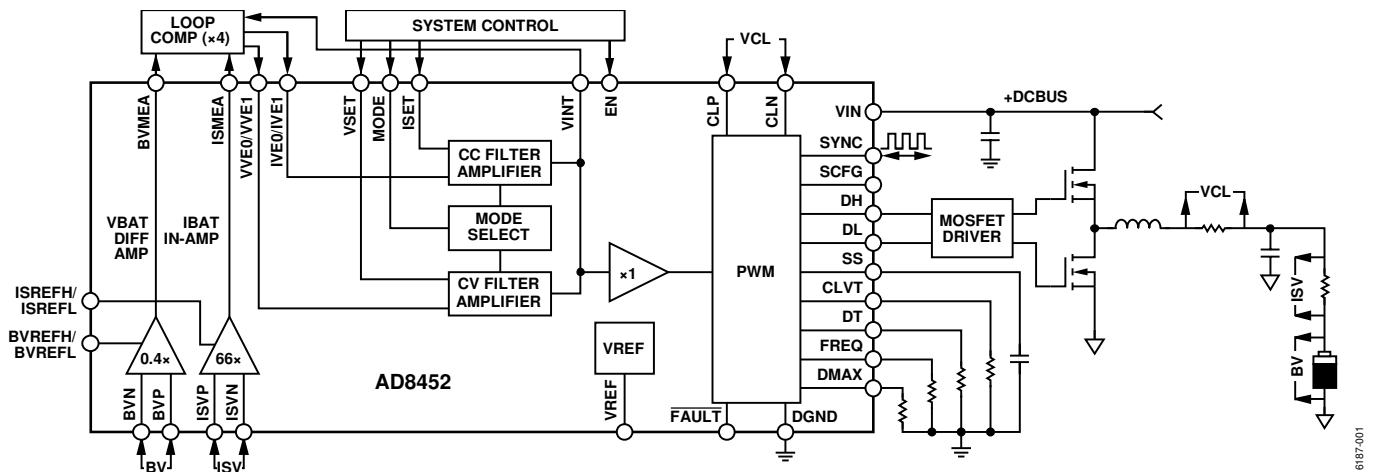 LOOP
COMP (×4)
SYSTEM CONTROL
VCL
BVMEA
ISMEA
VVE0/VVE1
IVE0/IVE1
VSET
MODE
ISET
VINT
EN
CLP
CLN
VIN
+DCBUS
SYNC
SCFG
DH
DL
SS
CLVT
DT
FREQ
DMAX
CC FILTER
AMPLIFIER
MODE
SELECT
CV FILTER
AMPLIFIER
VBAT
DIFF
AMP
IBAT
IN-AMP
×1
PWM
MOSFET
DRIVER
VCL
ISV
BV
ISREFH/
ISREFL
BVREFH/
BVREFL
0.4×
66×
VREF
AD8452
BVN
BVP
ISVP
ISVN
VREF
FAULT
DGND
BV
ISV
6187-001